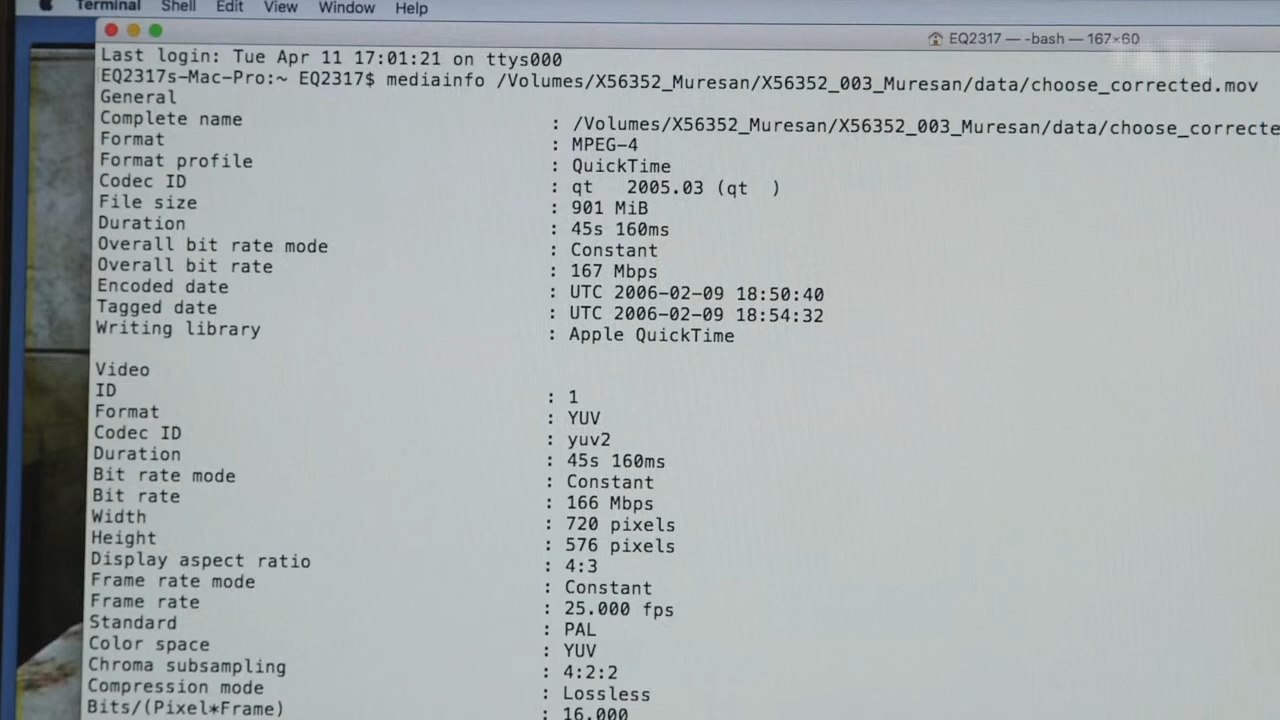 Terminal Shell Edit View Window Help
EQ2317 — -bash — 167×60
Last login: Tue Apr 11 17:01:21 on ttys000
EQ2317s-Mac-Pro:~ EQ2317$ mediainfo /Volumes/X56352_Muresan/X56352_003_Muresan/data/choose_corrected.mov
General
Complete name : /Volumes/X56352_Muresan/X56352_003_Muresan/data/choose_correcte
Format : MPEG-4
Format profile : QuickTime
Codec ID : qt 2005.03 (qt )
File size : 901 MiB
Duration : 45s 160ms
Overall bit rate mode : Constant
Overall bit rate : 167 Mbps
Encoded date : UTC 2006-02-09 18:50:40
Tagged date : UTC 2006-02-09 18:54:32
Writing library : Apple QuickTime
Video
ID : 1
Format : YUV
Codec ID : yuv2
Duration : 45s 160ms
Bit rate mode : Constant
Bit rate : 166 Mbps
Width : 720 pixels
Height : 576 pixels
Display aspect ratio : 4:3
Frame rate mode : Constant
Frame rate : 25.000 fps
Standard : PAL
Color space : YUV
Chroma subsampling : 4:2:2
Compression mode : Lossless
Bits/(Pixel*Frame) : 16.000